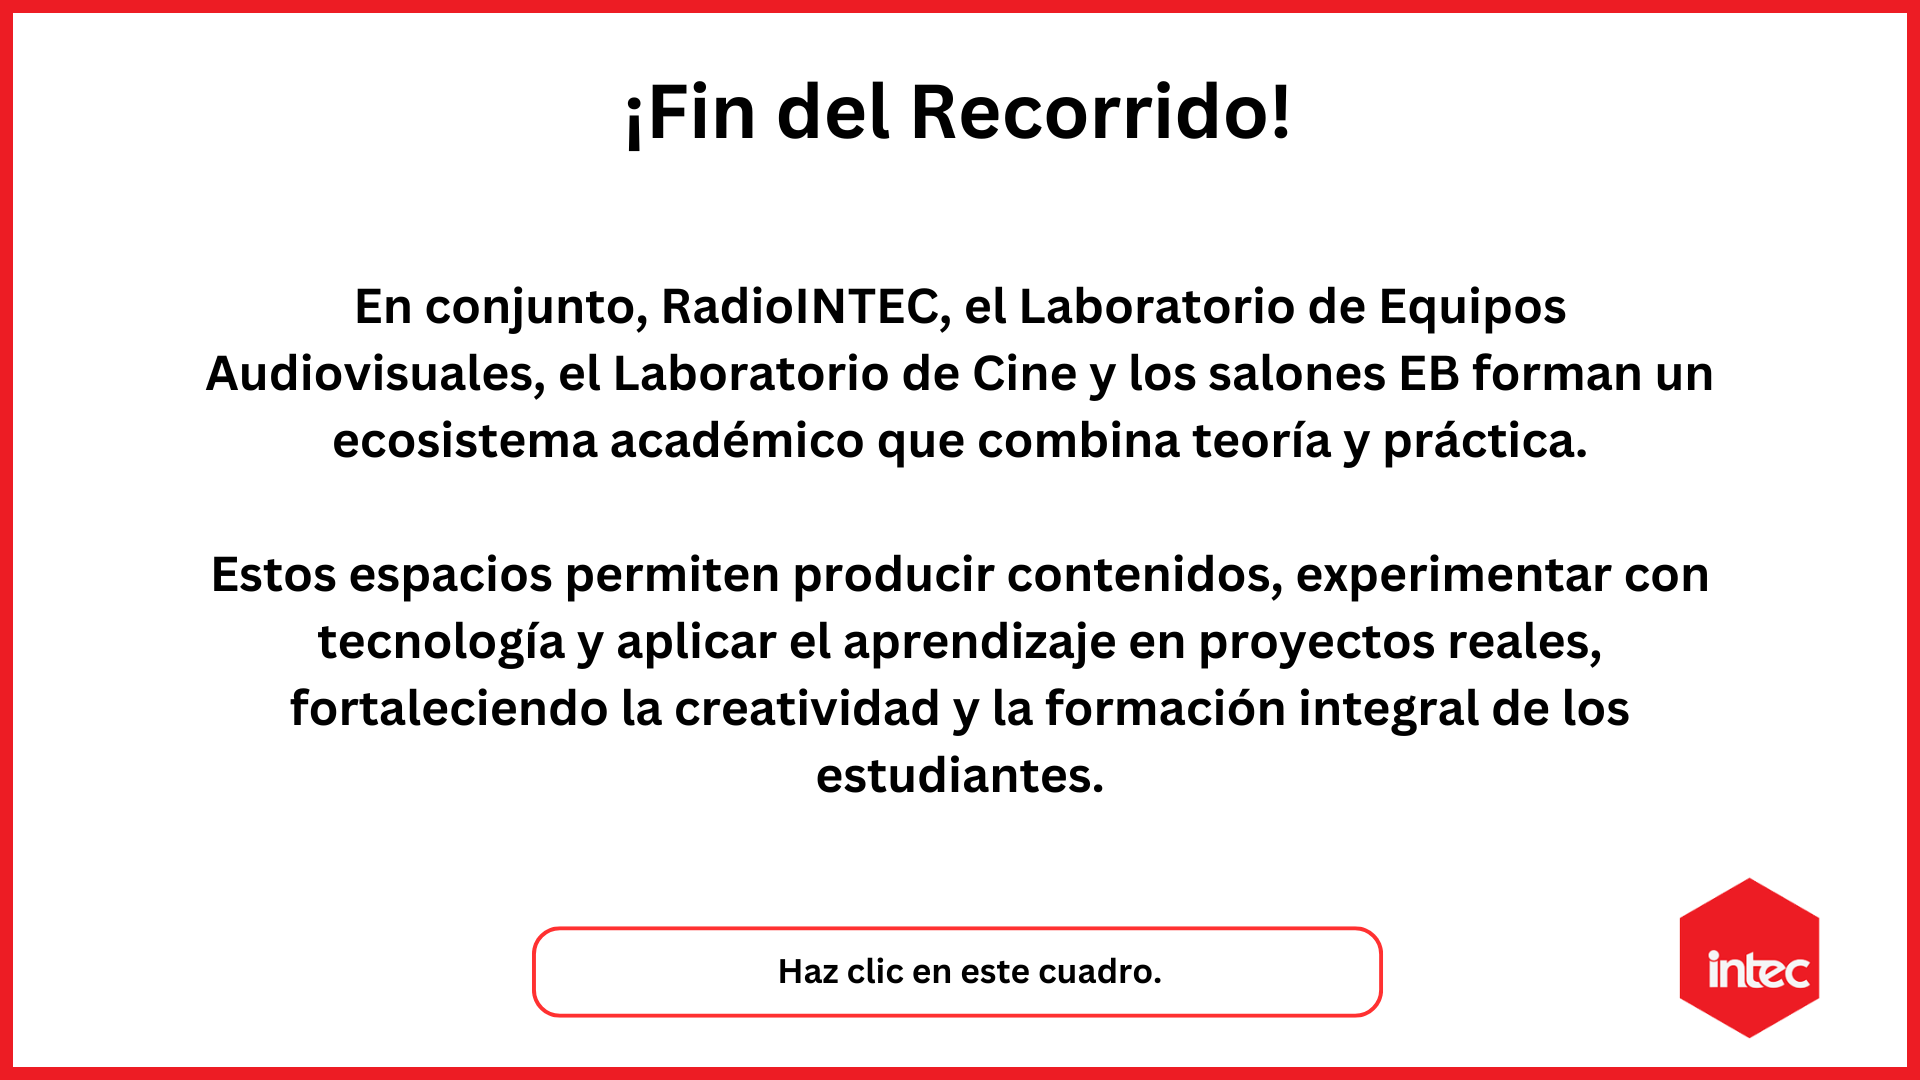 ¡Fin del Recorrido!
En conjunto, RadioINTEC, el Laboratorio de Equipos
Audiovisuales, el Laboratorio de Cine y los salones EB forman un
ecosistema académico que combina teoría y práctica.
Estos espacios permiten producir contenidos, experimentar con
tecnología y aplicar el aprendizaje en proyectos reales,
fortaleciendo la creatividad y la formación integral de los
estudiantes.
Haz clic en este cuadro.
intec